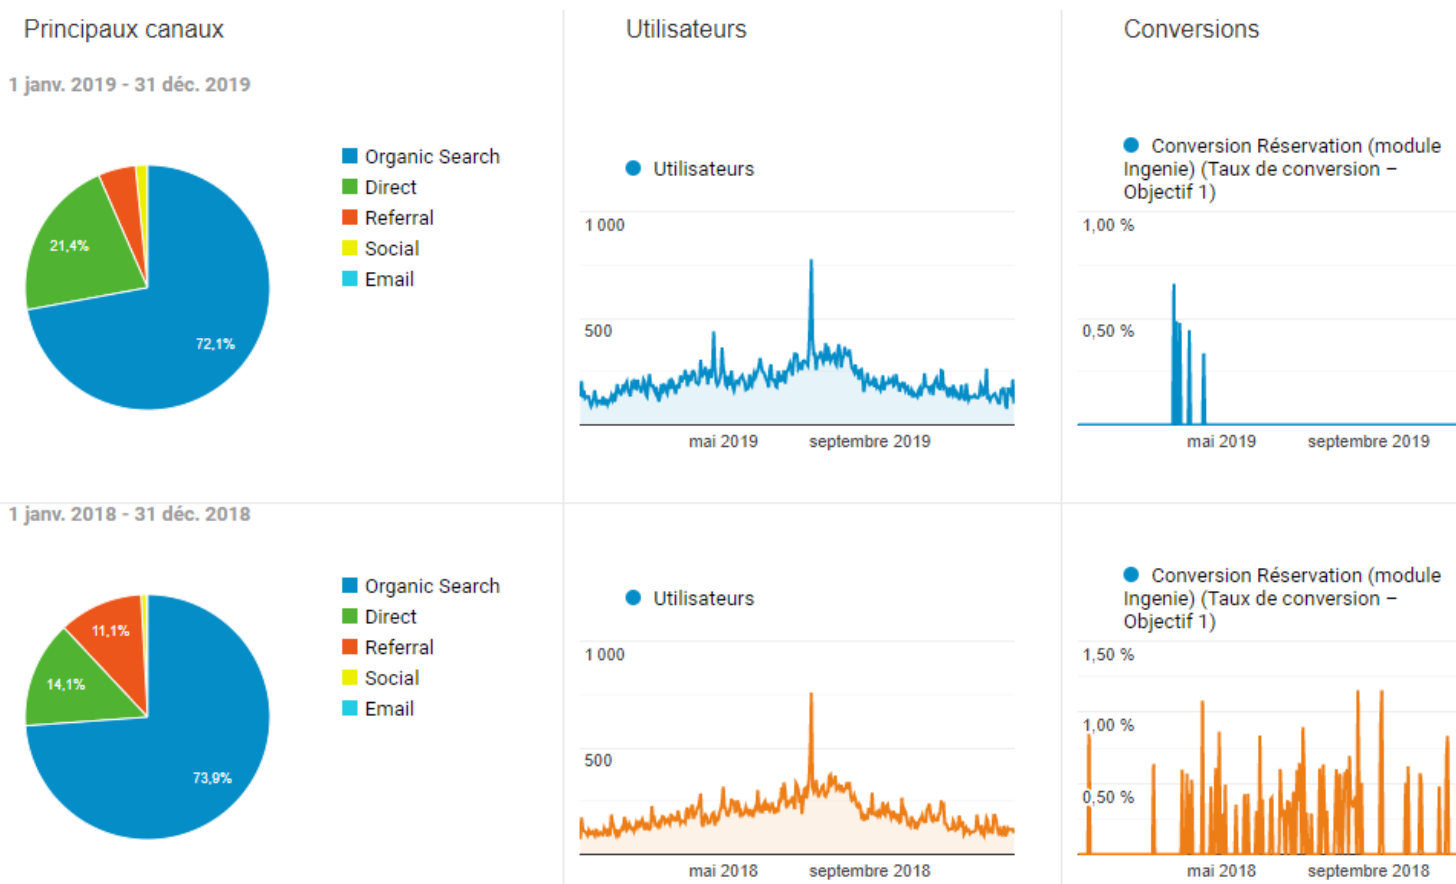 Principaux canaux
Utilisateurs
Conversions
1 janv. 2019 - 31 déc. 2019
Organic Search
Direct
Referral
Social
Email
21,4%
72,1%
Utilisateurs
1 000
500
mai 2019
septembre 2019
Conversion Réservation (module
Ingenie) (Taux de conversion –
Objectif 1)
1,00 %
0,50 %
mai 2019
septembre 2019
1 janv. 2018 - 31 déc. 2018
Organic Search
Direct
Referral
Social
Email
11,1%
14,1%
73,9%
Utilisateurs
1 000
500
mai 2018
septembre 2018
Conversion Réservation (module
Ingenie) (Taux de conversion –
Objectif 1)
1,50 %
1,00 %
0,50 %
mai 2018
septembre 2018